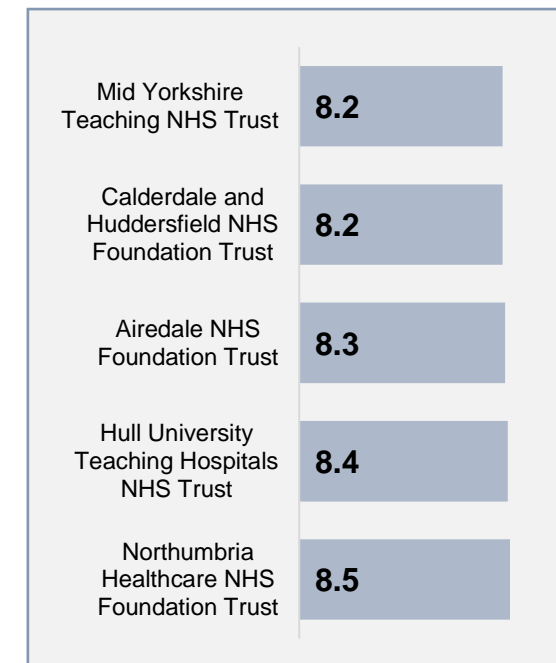 Mid Yorkshire
Teaching NHS Trust
8.2
Calderdale and
Huddersfield NHS
Foundation Trust
8.2
Airedale NHS
Foundation Trust
8.3
Hull University
Teaching Hospitals
NHS Trust
8.4
Northumbria
Healthcare NHS
Foundation Trust
8.5